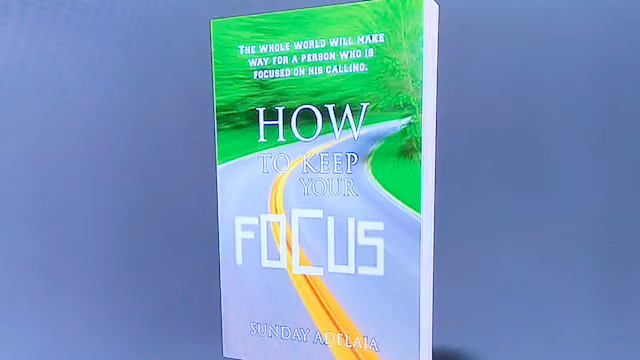 THE WHOLE WORLD WILL MAKE
WAY FOR A PERSON WHO IS
FOCUSED ON HIS CALLING.
HOW
TO KEEP
YOUR
FOCUS
SUNDAY ADELAJA